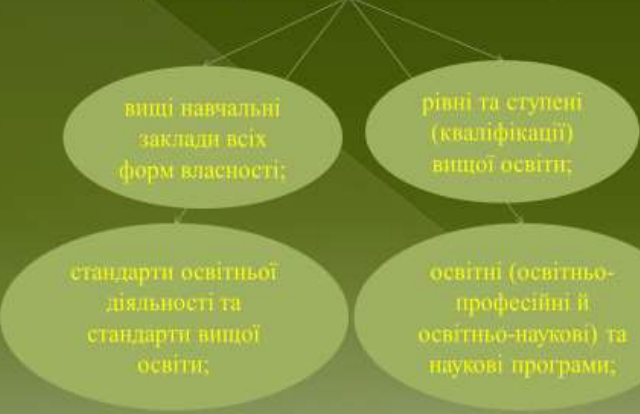 вищі навчальні
заклади всіх
форм власності;
рівні та ступені
(кваліфікації)
вищої освіти;
стандарти освітньої
діяльності та
стандарти вищої
освіти;
освітні (освітньо-
професійні й
освітньо-наукові) та
наукові програми;